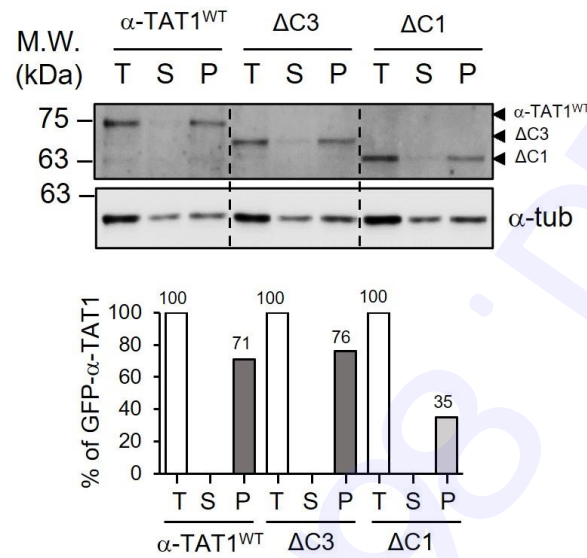 α-TAT1WT ΔC3 ΔC1
M.W.
(kDa) T S P T S P T S P
75
63
◄ α-TAT1WT
◄ ΔC3
◄ ΔC1
63
α-tub
% of GFP-α-TAT1
100
80
60
40
20
0
100 71 100 76 100 35
T S P T S P T S P
α-TAT1WT ΔC3 ΔC1